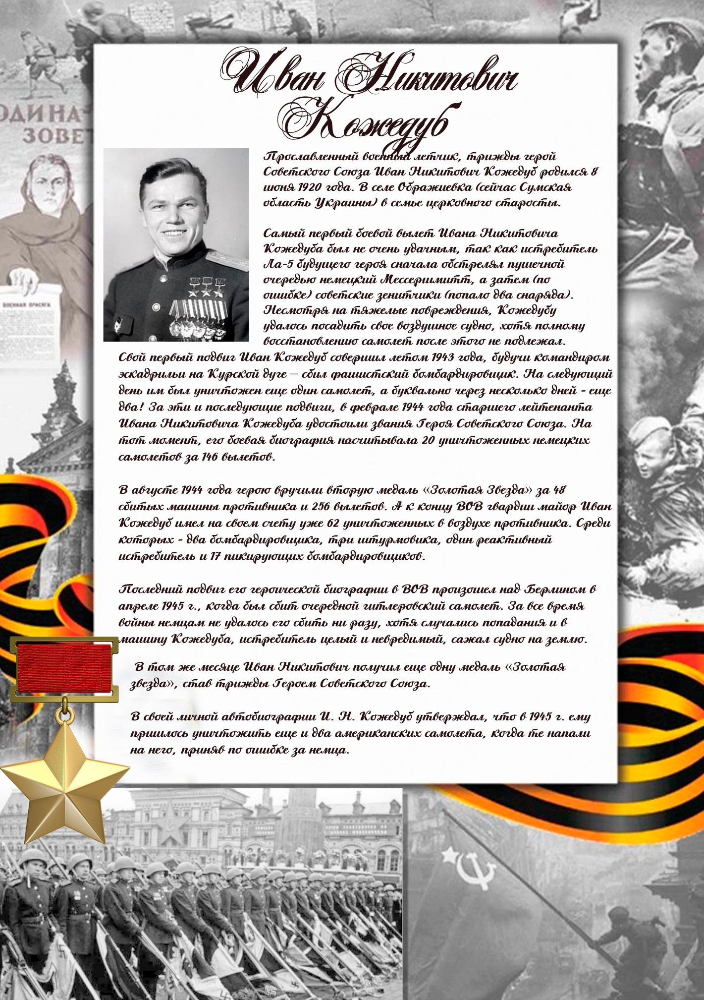 Иван Никитович
Кожедуб
ОДИНА-
ЗОВЕ
ВОЕННАЯ ПРИСЯГА
Прославленный военный летчик, трижды герой
Советского Союза Иван Никитович Кожедуб родился 8
июня 1920 года. В селе Ображиевка (сейчас Сумская
область Украины) в семье церковного старосты.
Самый первый боевой вылет Ивана Никитовича
Кожедуба был не очень удачным, так как истребитель
Ла-5 будущего героя сначала обстрелял пушечной
очередью немецкий Мессершмитт, а затем (по
ошибке) советские зенитчики (попало два снаряда).
Несмотря на тяжелые повреждения, Кожедубу
удалось посадить свое воздушное судно, хотя полному
восстановлению самолет после этого не подлежал.
Свой первый подвиг Иван Кожедуб совершил летом 1943 года, будучи командиром
эскадрильи на Курской дуге – сбил фашистский бомбардировщик. На следующий
день им был уничтожен еще один самолет, а буквально через несколько дней - еще
два! За эти и последующие подвиги, в феврале 1944 года старшего лейтенанта
Ивана Никитовича Кожедуба удостоили звания Героя Советского Союза. На
тот момент, его боевая биография насчитывала 20 уничтоженных немецких
самолетов за 146 вылетов.
В августе 1944 года герою вручили вторую медаль «Золотая Звезда» за 48
сбитых машины противника и 256 вылетов. А к концу ВОВ гвардии майор Иван
Кожедуб имел на своем счету уже 62 уничтоженных в воздухе противника. Среди
которых - два бомбардировщика, три штурмовика, один реактивный
истребитель и 17 пикирующих бомбардировщиков.
Последний подвиг его героической биографии в ВОВ произошел над Берлином в
апреле 1945 г., когда был сбит очередной гитлеровский самолет. За все время
войны немцам не удалось его сбить ни разу, хотя случались попадания и в
машину Кожедуба, истребитель целый и невредимый, сажал судно на землю.
В том же месяце Иван Никитович получил еще одну медаль «Золотая
звезда», став трижды Героем Советского Союза.
В своей личной автобиографии И. Н. Кожедуб утверждал, что в 1945 г. ему
пришлось уничтожить еще и два американских самолета, когда те напали
на него, приняв по ошибке за немца.